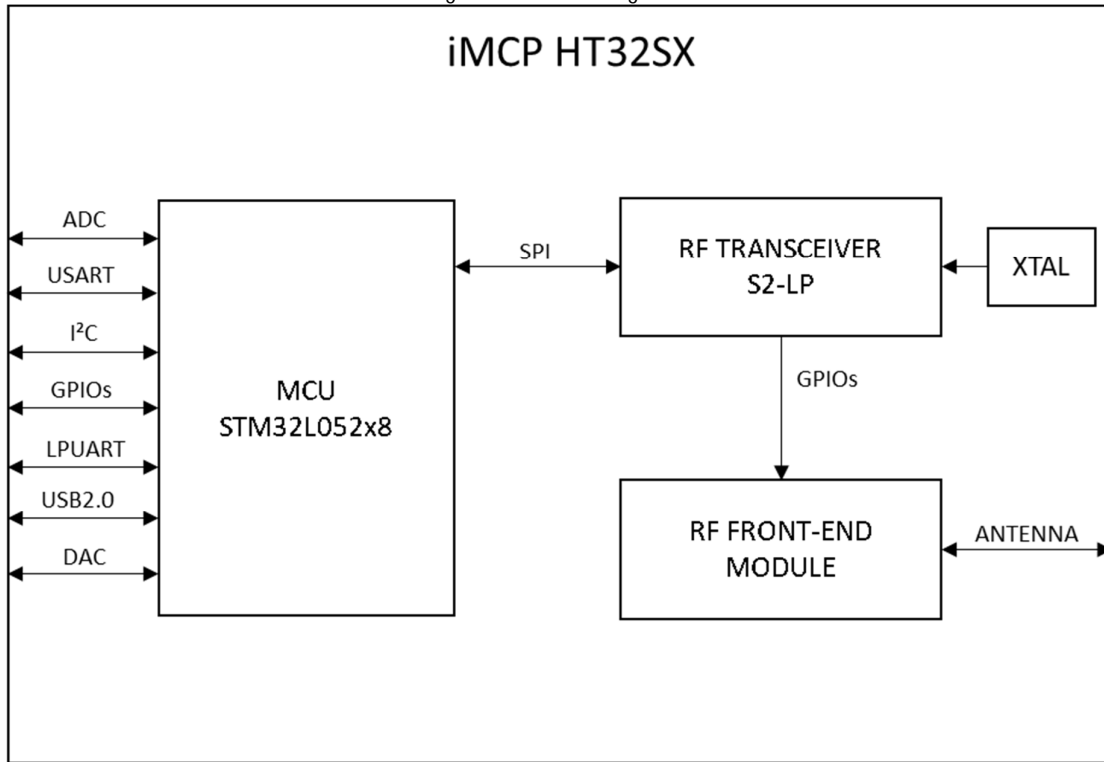 iMCP HT32SX
ADC
USART
I²C
GPIOs
LPUART
USB2.0
DAC
MCU
STM32L052x8
SPI
RF TRANSCEIVER
S2-LP
XTAL
GPIOs
RF FRONT-END
MODULE
ANTENNA